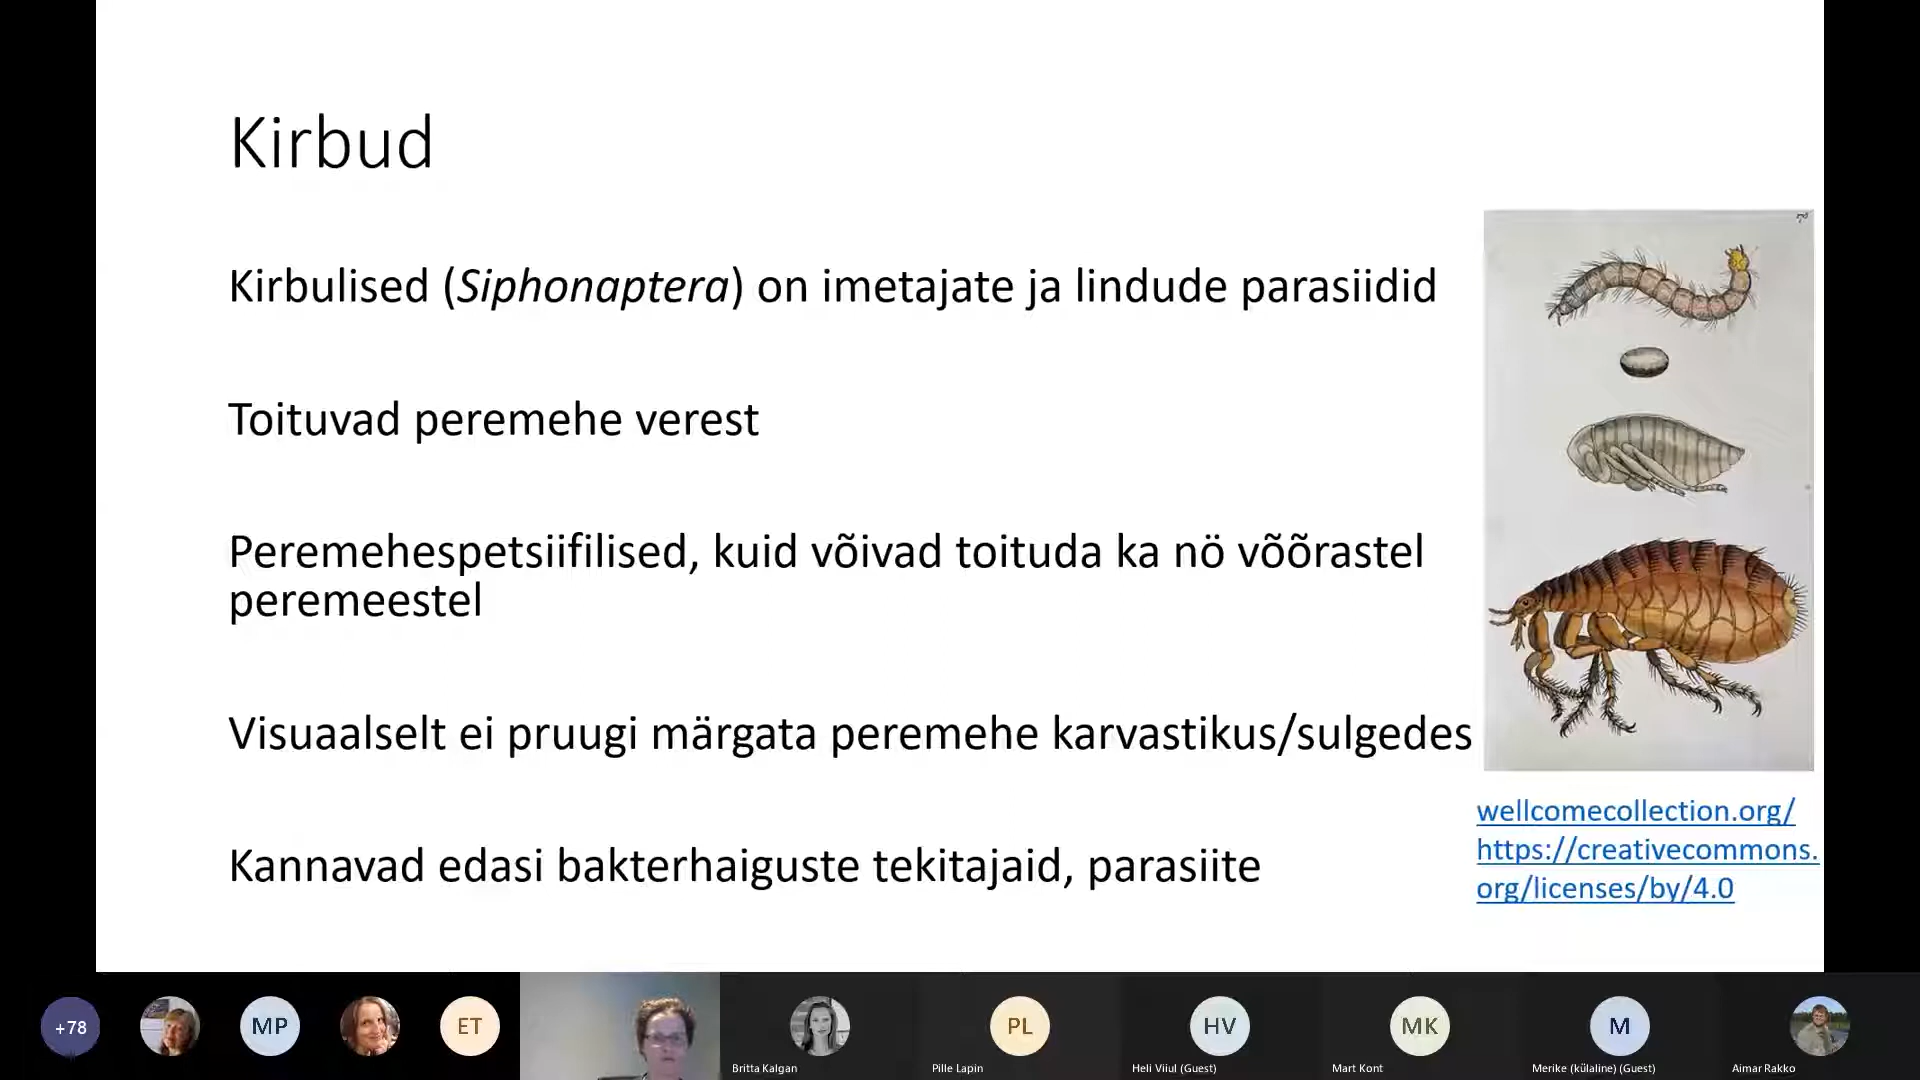 Kirbud
Kirbulised (Siphonaptera) on imetajate ja lindude parasiidid
Toituvad peremehe verest
Peremehespetsiifilised, kuid võivad toituda ka nö võõrastel
peremeestel
Visuaalselt ei pruugi märgata peremehe karvastikus/sulgedes
Kannavad edasi bakterhaiguste tekitajaid, parasiite
wellcomecollection.org/
https://creativecommons.
org/licenses/by/4.0
+78
MP
ET
PL
HV
MK
M
Britta Kalgan
Pille Lapin
Heli Viiul (Guest)
Mart Kont
Merike (külaline) (Guest)
Aimar Rakko